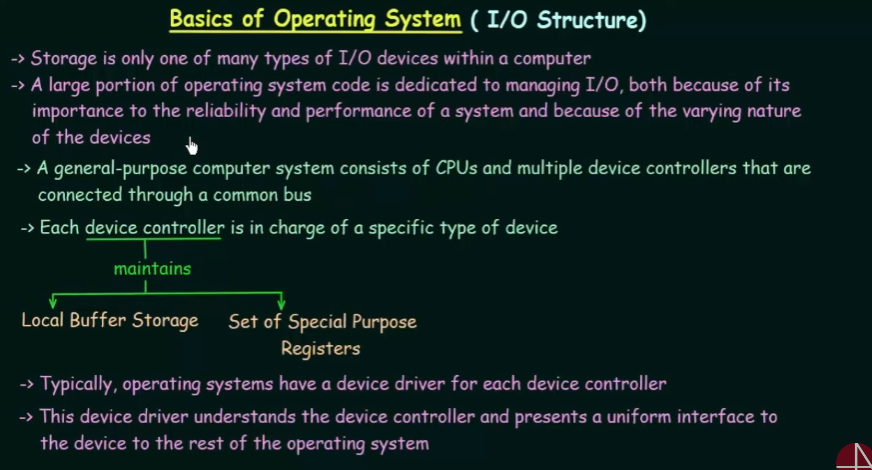 Basics of Operating System ( I/O Structure)
-> Storage is only one of many types of I/O devices within a computer
-> A large portion of operating system code is dedicated to managing I/O, both because of its
importance to the reliability and performance of a system and because of the varying nature
of the devices
-> A general-purpose computer system consists of CPUs and multiple device controllers that are
connected through a common bus
-> Each device controller is in charge of a specific type of device
maintains
Local Buffer Storage
Set of Special Purpose
Registers
-> Typically, operating systems have a device driver for each device controller
-> This device driver understands the device controller and presents a uniform interface to
the device to the rest of the operating system